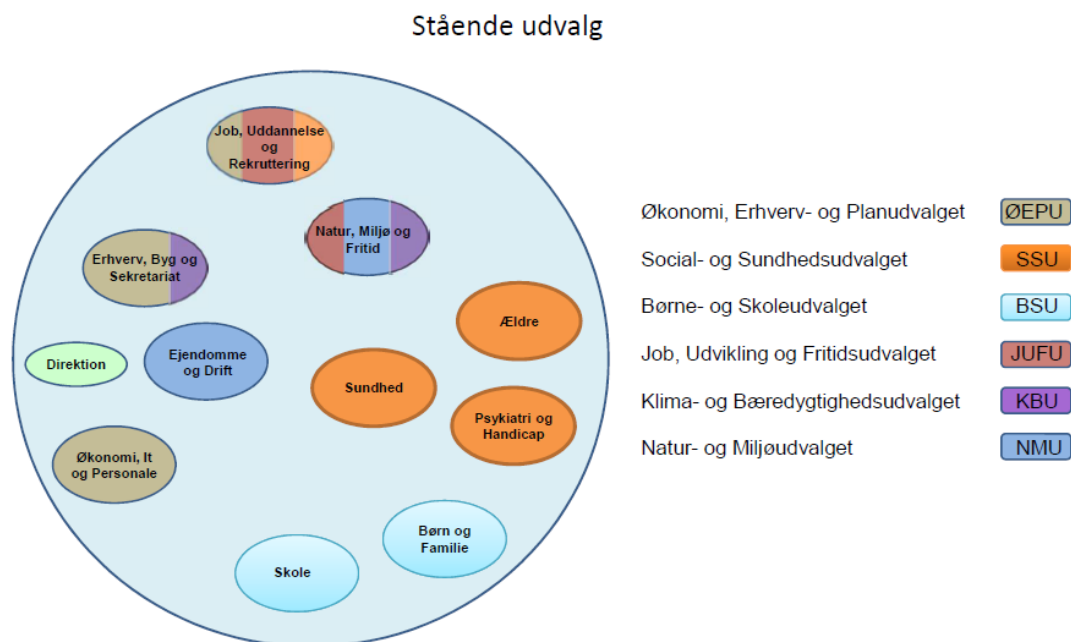 Stående udvalg
Job, Uddannelse
og
Rekruttering
Natur, Miljø og
Fritid
Erhverv, Byg og
Sekretariat
Ældre
Direktion
Ejendomme
og Drift
Sundhed
Psykiatri og
Handicap
Økonomi, It
og Personale
Børn og
Familie
Skole
Økonomi, Erhverv- og Planudvalget ØEPU
Social- og Sundhedsudvalget SSU
Børne- og Skoleudvalget BSU
Job, Udvikling og Fritidsudvalget JUFU
Klima- og Bæredygtighedsudvalget KBU
Natur- og Miljøudvalget NMU